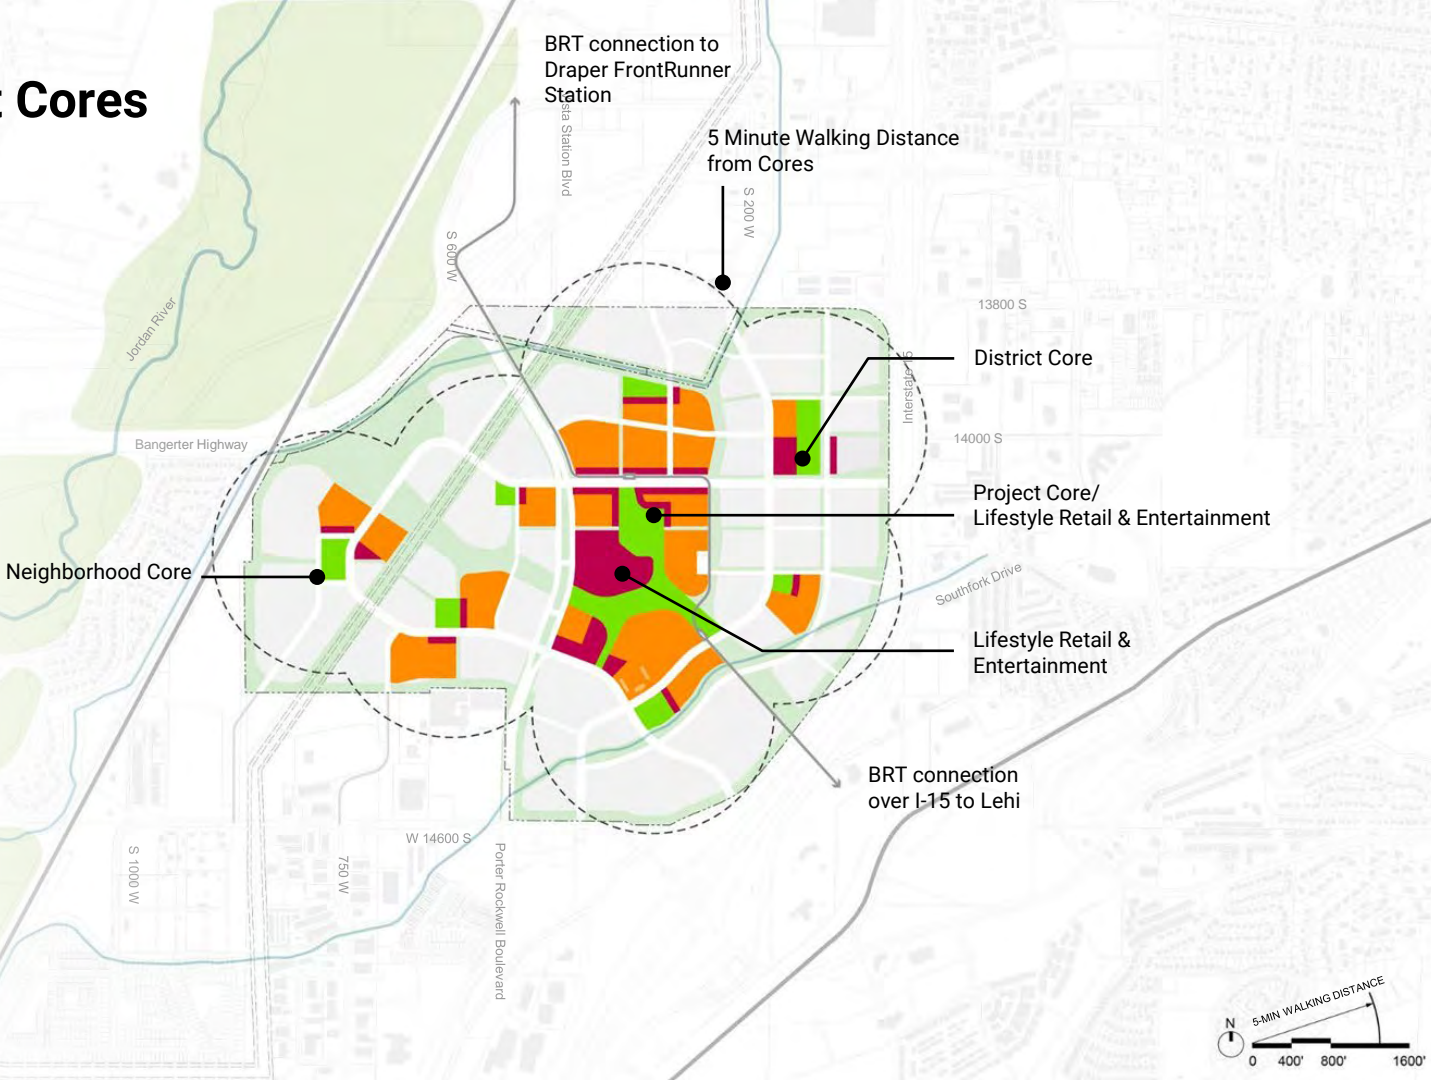 Cores
BRT connection to
Draper FrontRunner
Station
5 Minute Walking Distance
from Cores
Station Blvd
S 200 W
S 600 W
Jordan River
13800 S
District Core
Interstate 15
Bangerter Highway
14000 S
Project Core/
Lifestyle Retail & Entertainment
Neighborhood Core
Southfork Drive
Lifestyle Retail &
Entertainment
BRT connection
over I-15 to Lehi
W 14600 S
S 1000 W
750 W
Porter Rockwell Boulevard
5-MIN WALKING DISTANCE
N
0 400' 800' 1600'